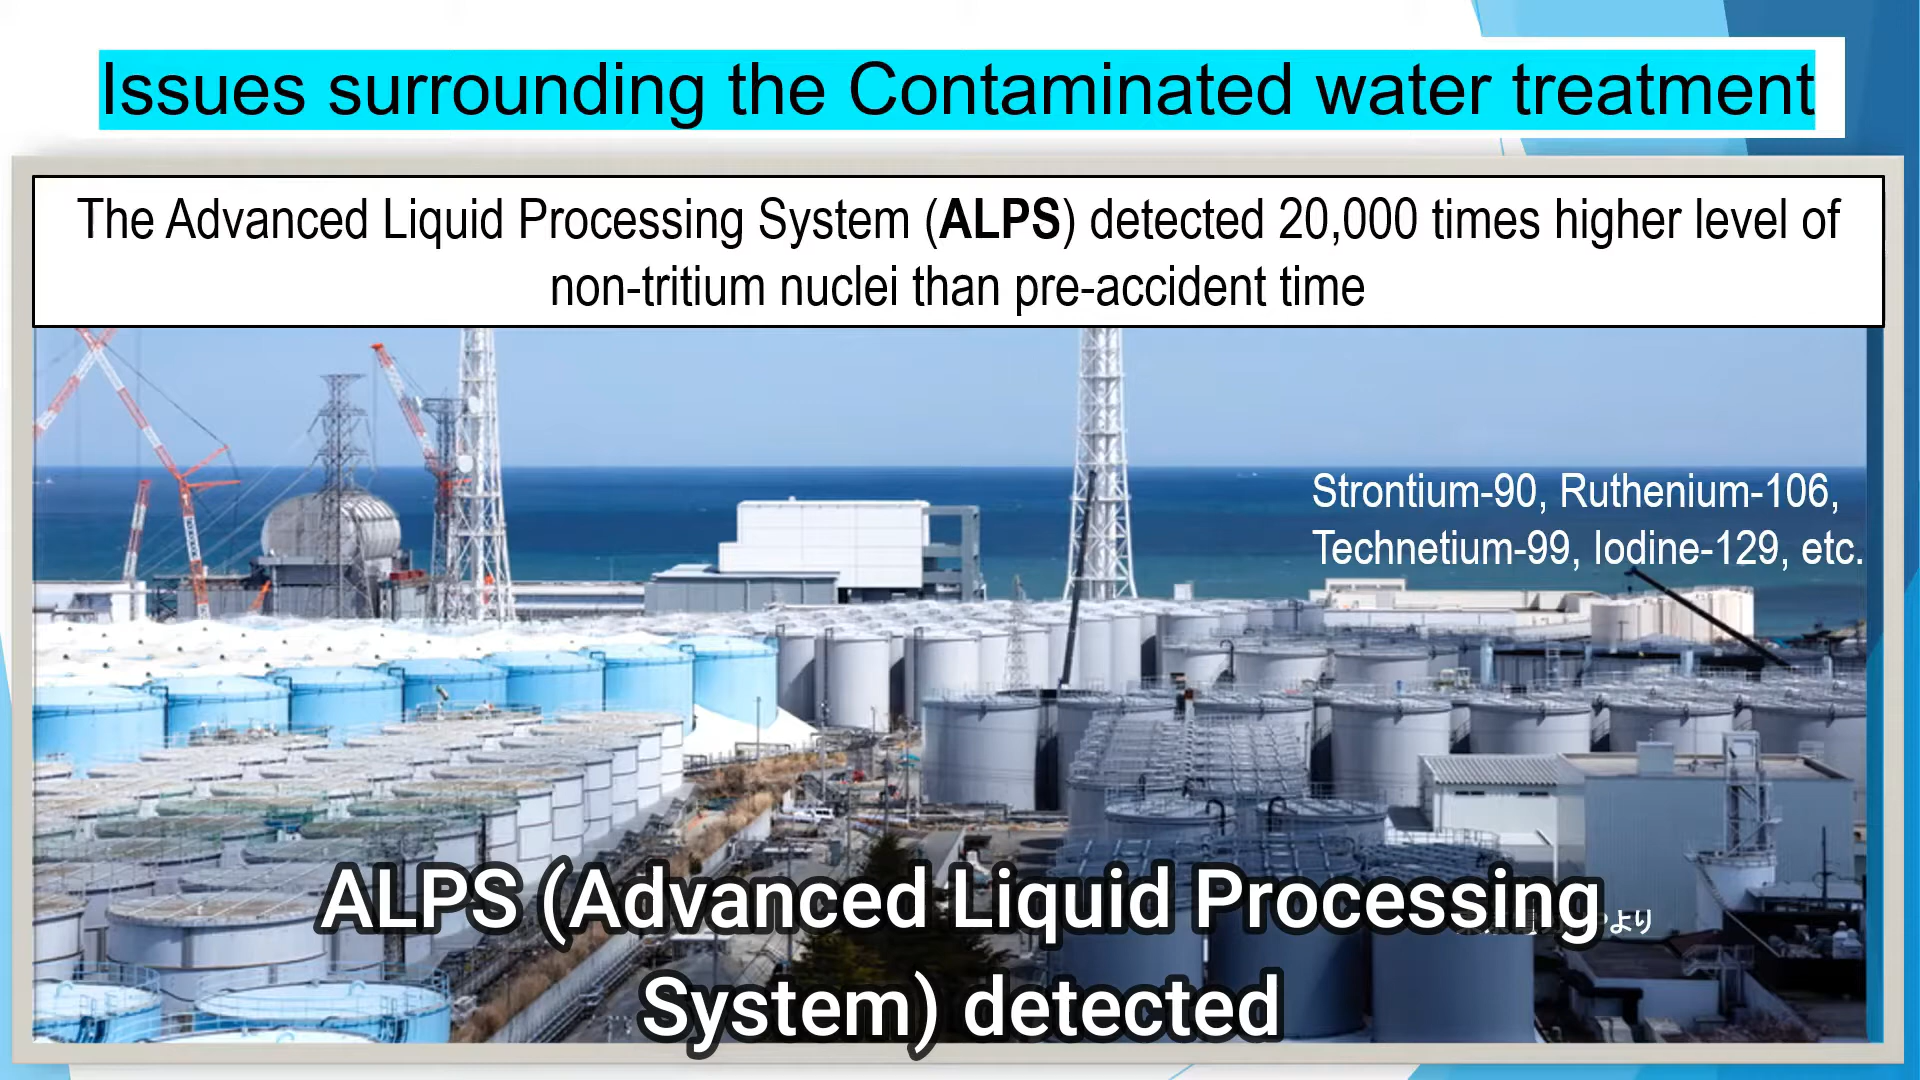 Issues surrounding the Contaminated water treatment
The Advanced Liquid Processing System (ALPS) detected 20,000 times higher level of
non-tritium nuclei than pre-accident time
Strontium-90, Ruthenium-106,
Technetium-99, Iodine-129, etc.
ALPS (Advanced Liquid Processing
より
System) detected